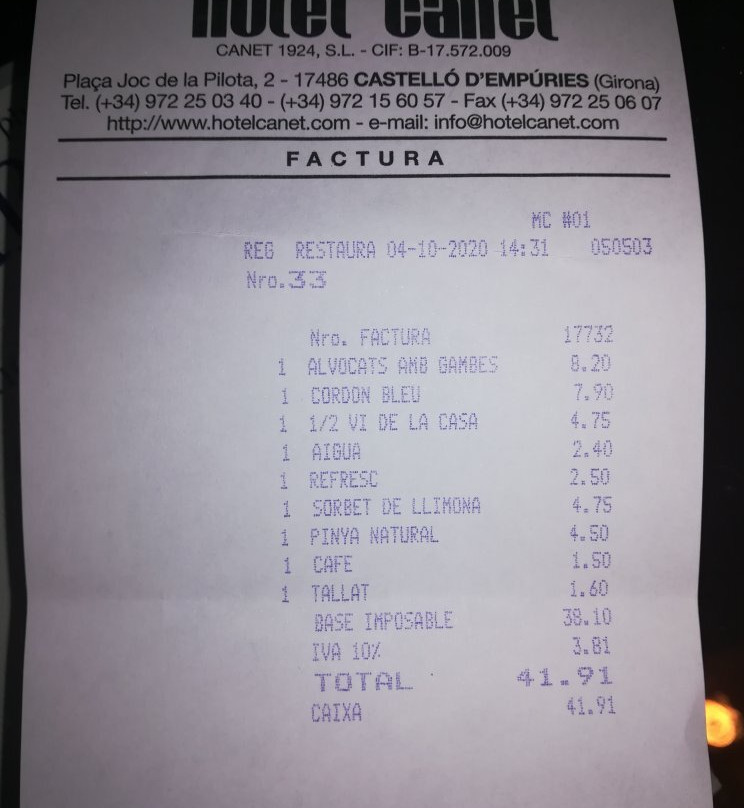 Hotel Canet
CANET 1924, S.L. - CIF: B-17.572.009
Plaça Joc de la Pilota, 2 - 17486 CASTELLÓ D'EMPÚRIES (Girona)
Tel. (+34) 972 25 03 40 - (+34) 972 15 60 57 - Fax (+34) 972 25 06 07
http://www.hotelcanet.com - e-mail: info@hotelcanet.com
FACTURA
MC #01
REG RESTAURA 04-10-2020 14:31 050503
Nro.33
Nro. FACTURA 17732
1 ALVOCATS AMB GAMBES 8.20
1 CORDON BLEU 7.90
1 1/2 VI DE LA CASA 4.75
1 AIGUA 2.40
1 REFRESC 2.50
1 SORBET DE LLIMONA 4.75
1 PINYA NATURAL 4.50
1 CAFE 1.50
1 TALLAT 1.60
BASE IMPOSABLE 38.10
IVA 10% 3.81
TOTAL 41.91
CAIXA 41.91